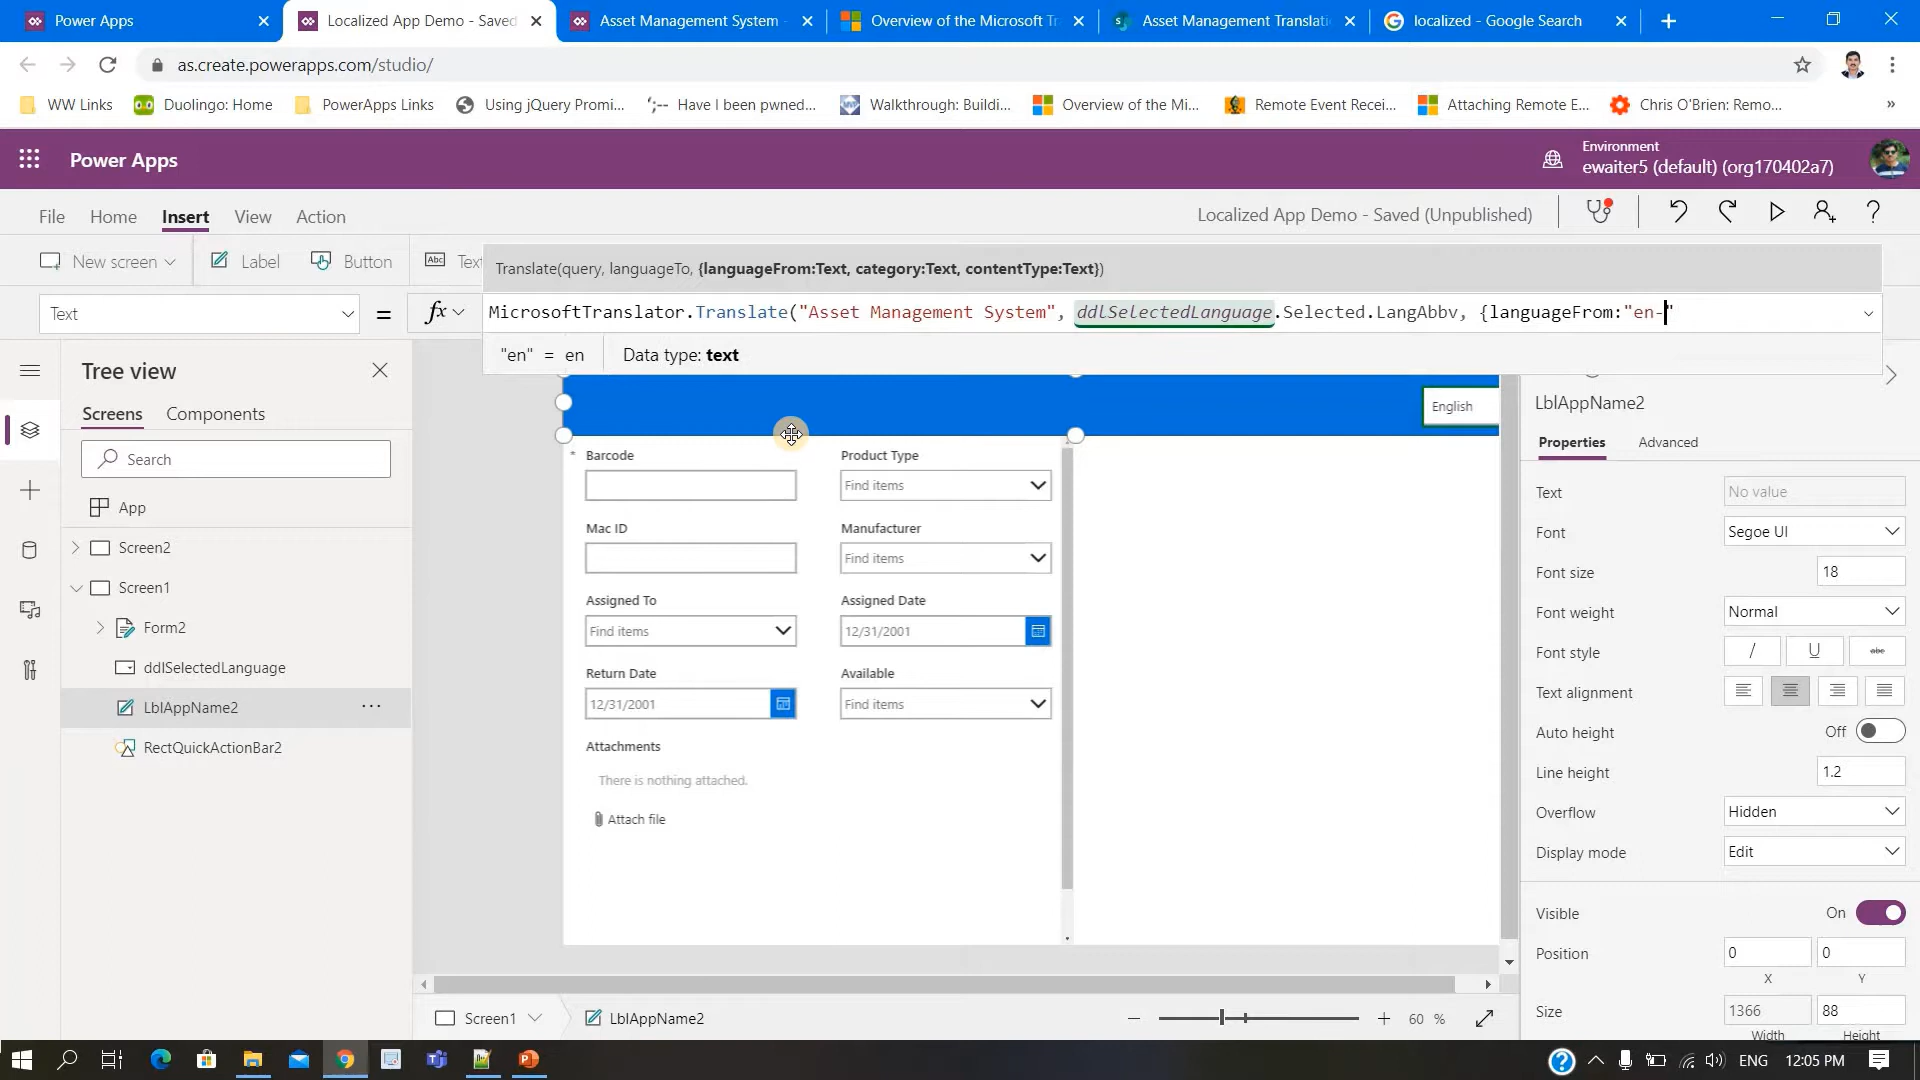 Power Apps
Localized App Demo - Saved
Asset Management System -
Overview of the Microsoft Tr
Asset Management Translati
localized - Google Search
as.create.powerapps.com/studio/
WW Links
Duolingo: Home
PowerApps Links
Using jQuery Promi...
Have I been pwned...
Walkthrough: Buildi...
Overview of the Mi...
Remote Event Recei...
Attaching Remote E...
Chris O'Brien: Remo...
»
Power Apps
Environment
ewaiter5 (default) (org170402a7)
File
Home
Insert
View
Action
Localized App Demo - Saved (Unpublished)
New screen
Label
Button
Abc
Text
Translate(query, languageTo, {languageFrom:Text, category:Text, contentType:Text})
Text
=
fx
MicrosoftTranslator.Translate("Asset Management System", ddlSelectedLanguage.Selected.LangAbbv, {languageFrom:"en-"
"en" = en
Data type: text
Tree view
Screens
Components
Search
App
Screen2
Screen1
Form2
ddlSelectedLanguage
LblAppName2
...
RectQuickActionBar2
English
* Barcode
Product Type
Find items
Mac ID
Manufacturer
Find items
Assigned To
Assigned Date
Find items
12/31/2001
Return Date
Available
12/31/2001
Find items
Attachments
There is nothing attached.
Attach file
LblAppName2
Properties
Advanced
Text
No value
Font
Segoe UI
Font size
18
Font weight
Normal
Font style
/
U
abc
Text alignment
Auto height
Off
Line height
1.2
Overflow
Hidden
Display mode
Edit
Visible
On
Position
0
0
X
Y
Size
1366
88
Width
Height
Screen1
LblAppName2
60 %
ENG
12:05 PM